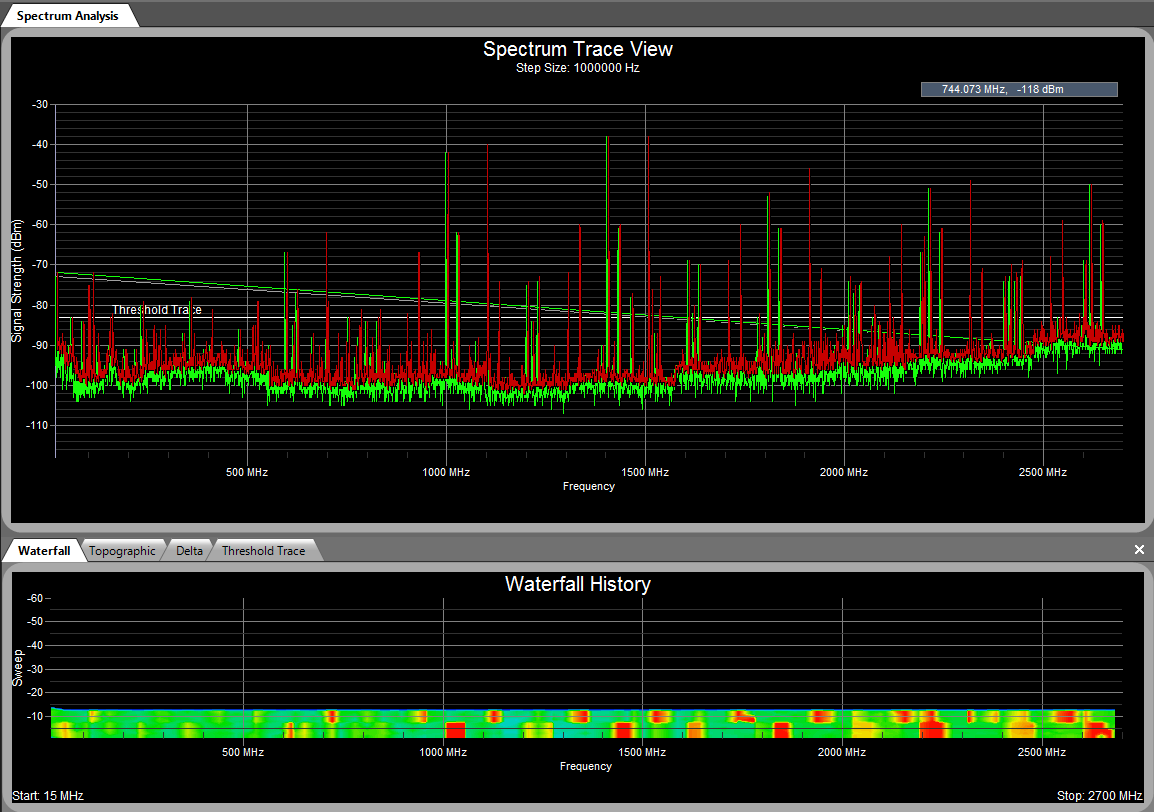 Spectrum Analysis
Spectrum Trace View
Step Size: 1000000 Hz
744.073 MHz, -118 dBm
-30
-40
-50
-60
-70
-80
-90
-100
-110
Signal Strength (dBm)
Threshold Trace
500 MHz 1000 MHz 1500 MHz 2000 MHz 2500 MHz
Frequency
Waterfall Topographic Delta Threshold Trace
Waterfall History
-60
-50
-40
-30
-20
-10
Sweep
500 MHz 1000 MHz 1500 MHz 2000 MHz 2500 MHz
Frequency
Start: 15 MHz Stop: 2700 MHz